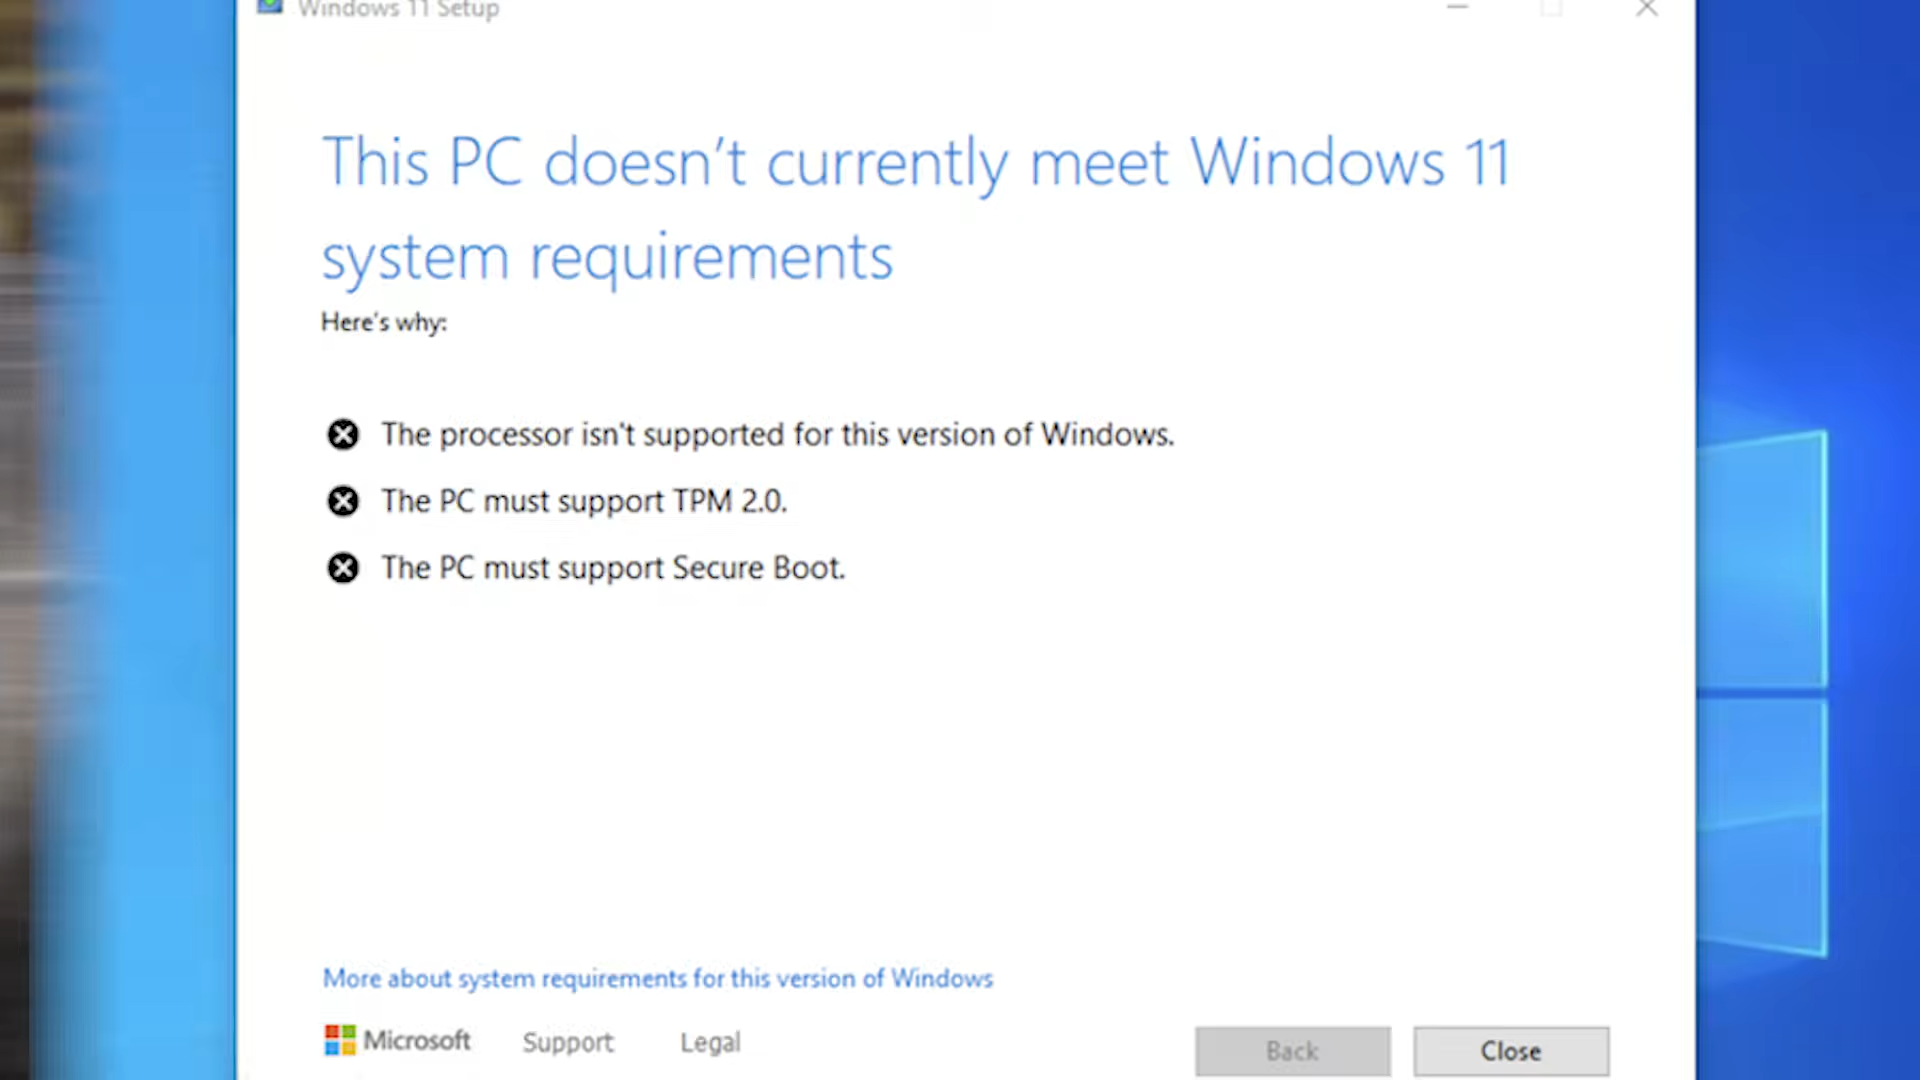 Windows 11 Setup
This PC doesn't currently meet Windows 11
system requirements
Here's why:
The processor isn't supported for this version of Windows.
The PC must support TPM 2.0.
The PC must support Secure Boot.
More about system requirements for this version of Windows
Microsoft Support Legal Back Close